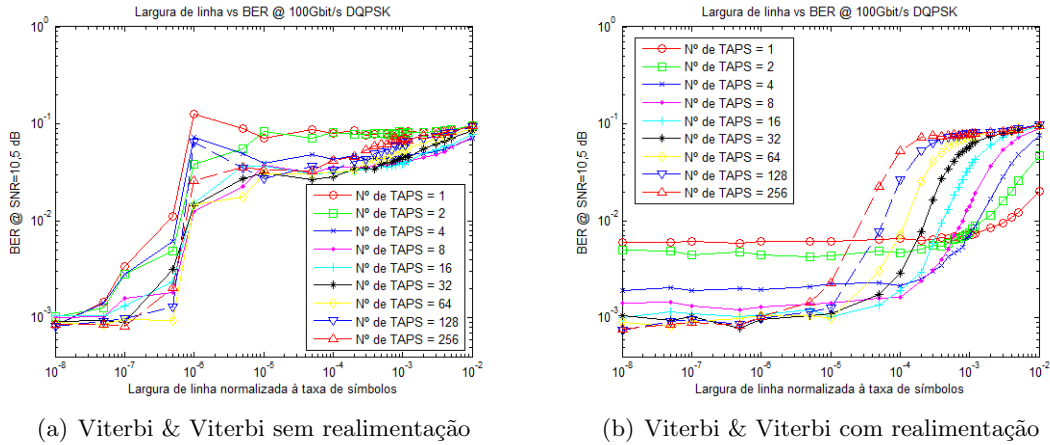 Largura de linha vs BER @ 100Gbit/s DQPSK
10^0
10^-1
10^-2
10^-3
BER @ SNR=10,5 dB
Nº de TAPS = 1
Nº de TAPS = 2
Nº de TAPS = 4
Nº de TAPS = 8
Nº de TAPS = 16
Nº de TAPS = 32
Nº de TAPS = 64
Nº de TAPS = 128
Nº de TAPS = 256
10^-8 10^-7 10^-6 10^-5 10^-4 10^-3 10^-2
Largura de linha normalizada à taxa de símbolos
(a) Viterbi & Viterbi sem realimentação
Largura de linha vs BER @ 100Gbit/s DQPSK
10^0
10^-1
10^-2
10^-3
BER @ SNR=10,5 dB
Nº de TAPS = 1
Nº de TAPS = 2
Nº de TAPS = 4
Nº de TAPS = 8
Nº de TAPS = 16
Nº de TAPS = 32
Nº de TAPS = 64
Nº de TAPS = 128
Nº de TAPS = 256
10^-8 10^-7 10^-6 10^-5 10^-4 10^-3 10^-2
Largura de linha normalizada à taxa de símbolos
(b) Viterbi & Viterbi com realimentação